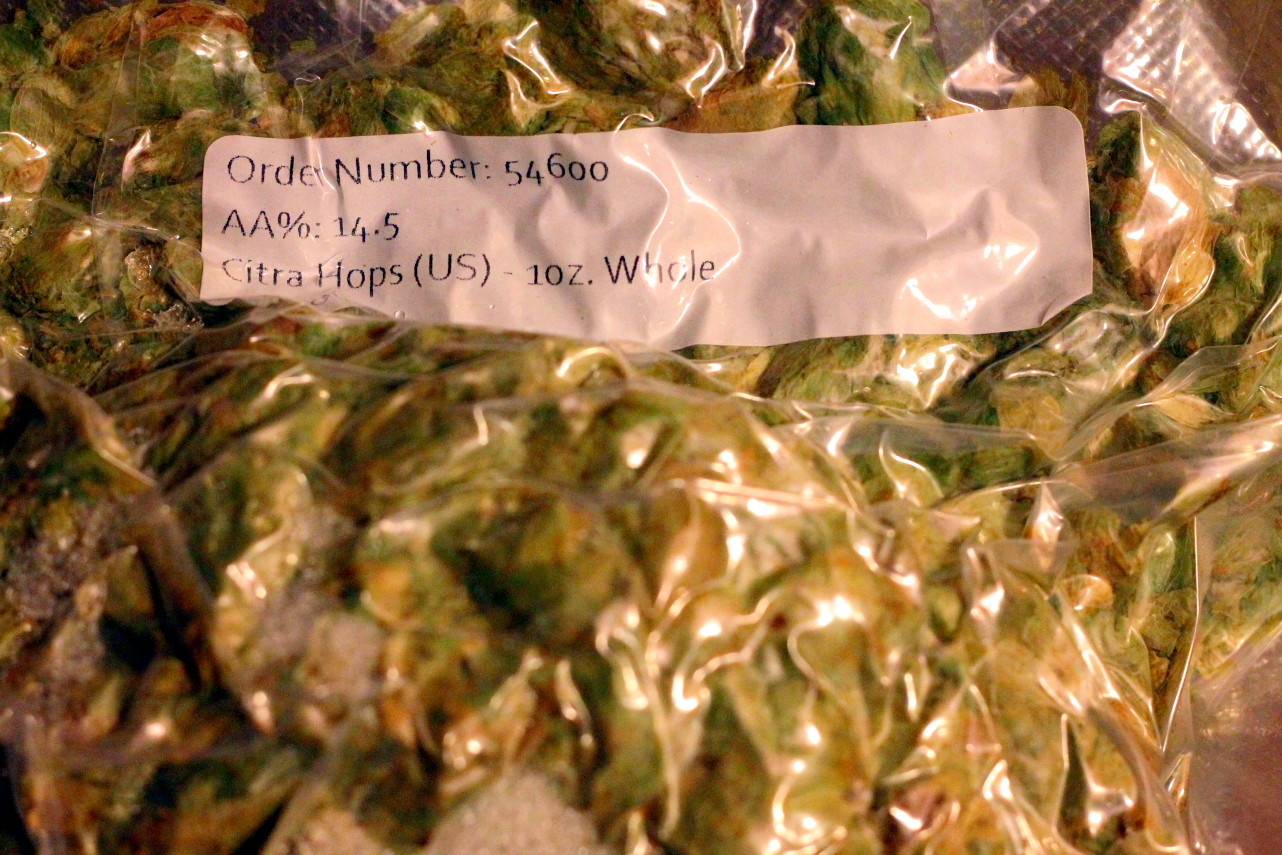 Order Number: 54600
AA%: 14.5
Citra Hops (US) - 1oz. Whole